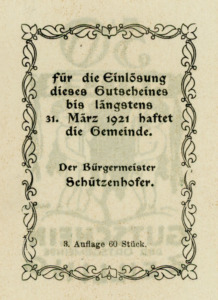 Für die Einlösung
dieses Gutscheines
bis längstens
31. März 1921 haftet
die Gemeinde.
Der Bürgermeister
Schützenhofer.
3. Auflage 60 Stück.